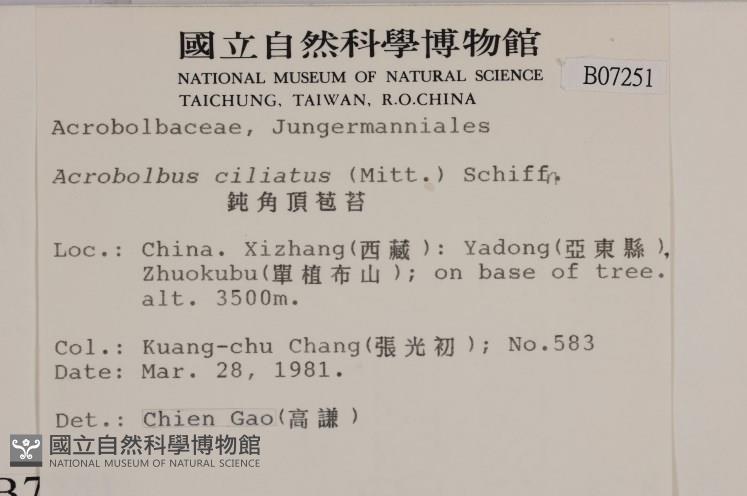 國立自然科學博物館
NATIONAL MUSEUM OF NATURAL SCIENCE
TAICHUNG, TAIWAN, R.O.CHINA
B07251
Acrobolbaceae, Jungermanniales
Acrobolbus ciliatus (Mitt.) Schiffn.
鈍角頂苞苔
Loc.: China. Xizhang(西藏): Yadong(亞東縣),
Zhuokubu(單植布山); on base of tree.
alt. 3500m.
Col.: Kuang-chu Chang(張光初); No.583
Date: Mar. 28, 1981.
Det.: Chien Gao(高謙)
國立自然科學博物館
NATIONAL MUSEUM OF NATURAL SCIENCE